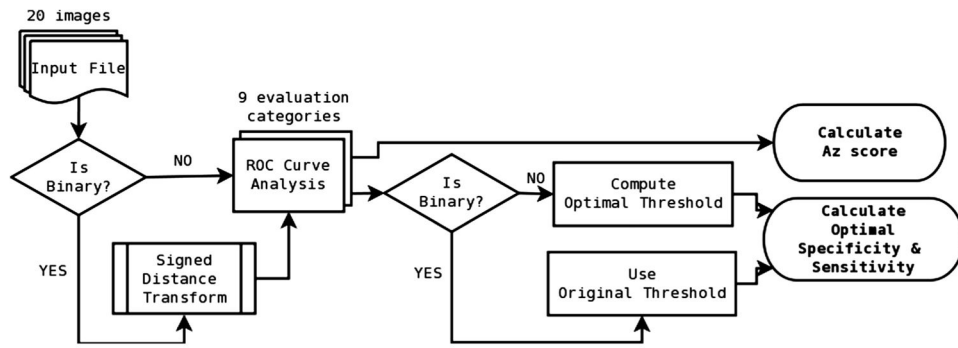 20 images
Input File
Is
Binary?
NO
YES
Signed
Distance
Transform
9 evaluation
categories
ROC Curve
Analysis
Is
Binary?
NO
YES
Compute
Optimal Threshold
Use
Original Threshold
Calculate
Az score
Calculate
Optimal
Specificity &
Sensitivity